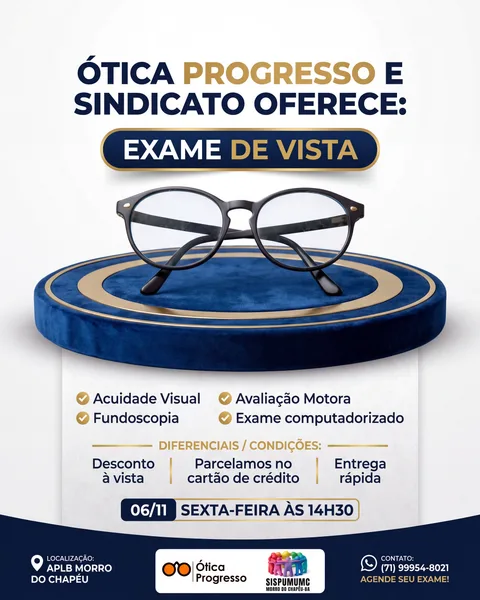 ÓTICA PROGRESSO E
SINDICATO OFERECE:
EXAME DE VISTA
Acuidade Visual
Avaliação Motora
Fundoscopia
Exame computadorizado
DIFERENCIAIS / CONDIÇÕES:
Desconto
à vista
Parcelamos no
cartão de crédito
Entrega
rápida
06/11 SEXTA-FEIRA ÀS 14H30
LOCALIZAÇÃO:
APLB MORRO
DO CHAPÉU
Ótica
Progresso
SISPUMUMC
MORRO DO CHAPÉU-BA
CONTATO:
(71) 99954-8021
AGENDE SEU EXAME!